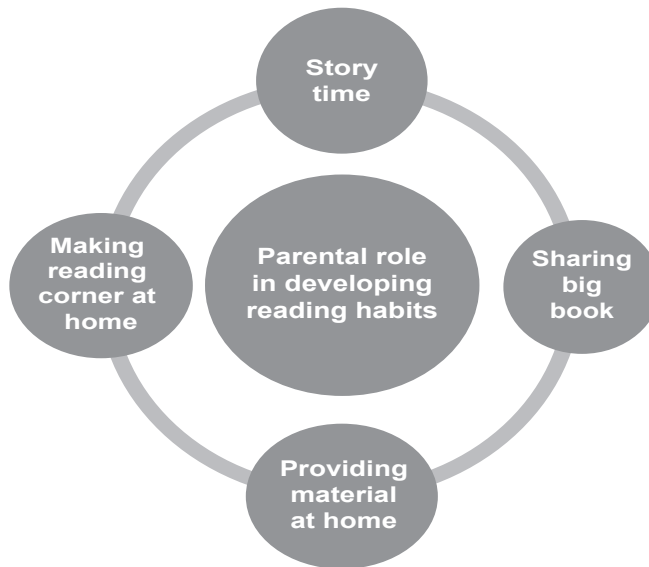 Story
time
Making
reading
corner at
home
Parental role
in developing
reading habits
Sharing
big
book
Providing
material
at home